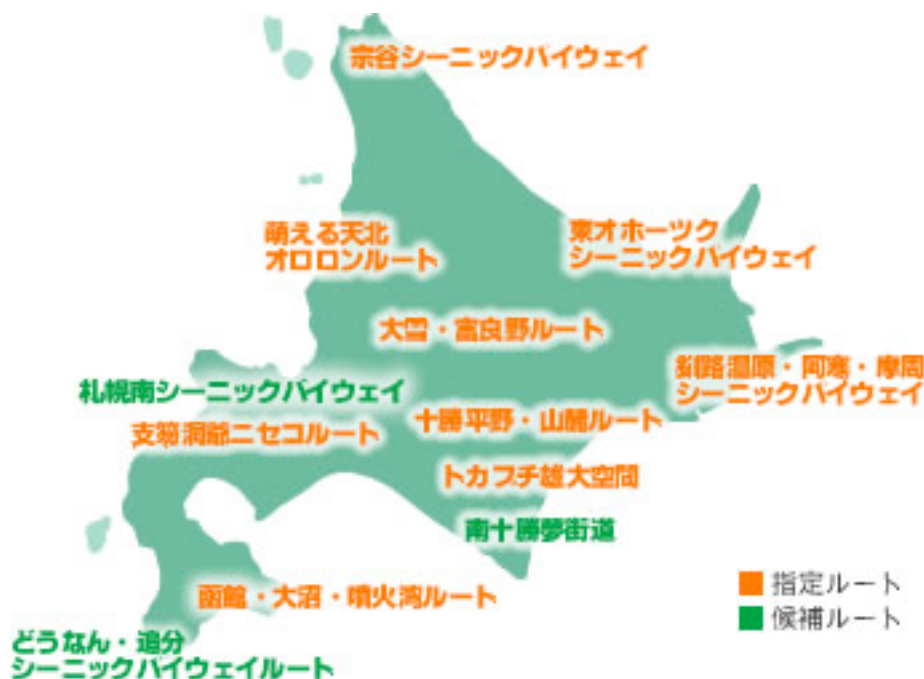 宗谷シーニックバイウェイ
萌える天北
オロロンルート
東オホーツク
シーニックバイウェイ
大雪・富良野ルート
釧路湿原・阿寒・摩周
シーニックバイウェイ
札幌南シーニックバイウェイ
十勝平野・山麓ルート
支笏洞爺ニセコルート
トカプチ雄大空間
南十勝夢街道
函館・大沼・噴火湾ルート
どうなん・追分
シーニックバイウェイルート
指定ルート
候補ルート